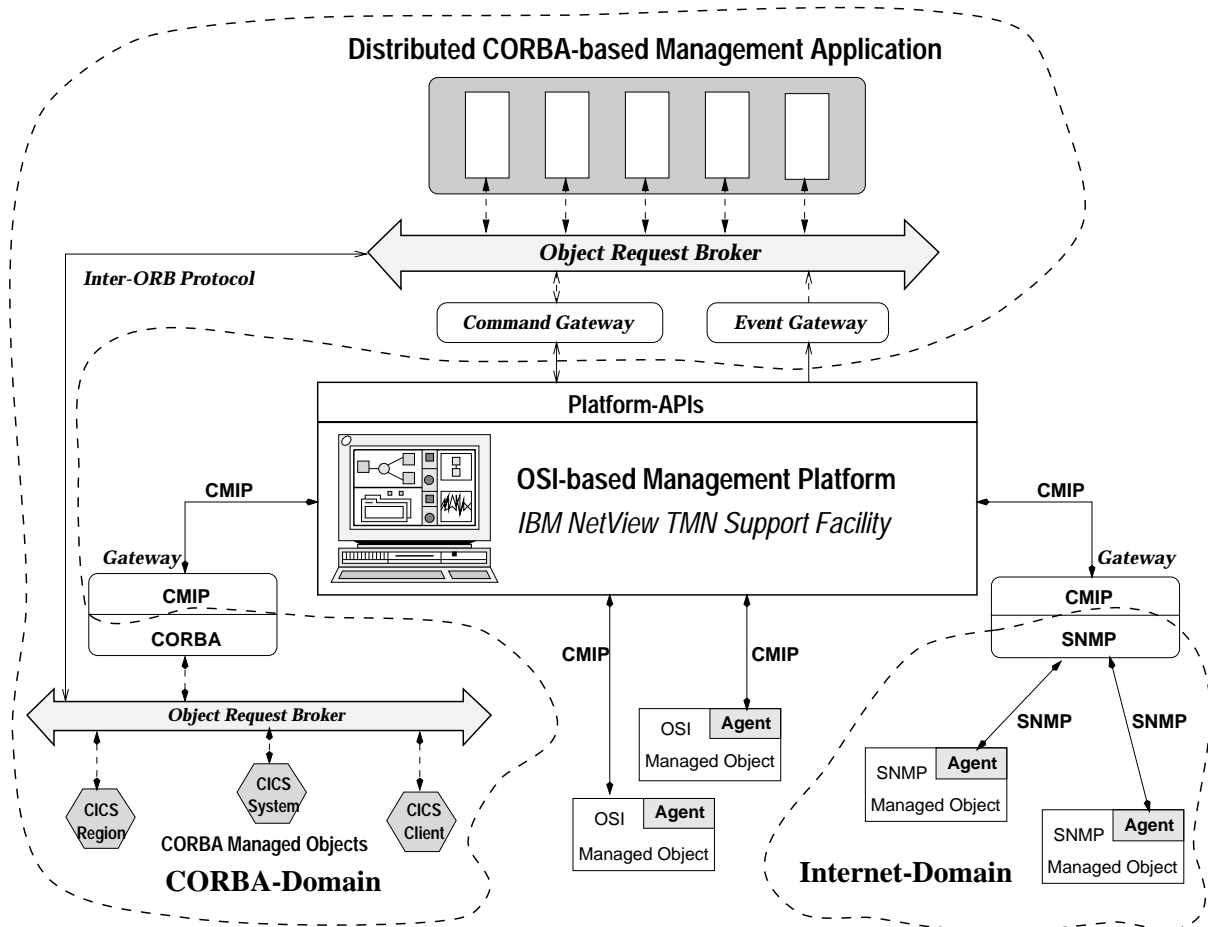 Distributed CORBA-based Management Application
Object Request Broker
Inter-ORB Protocol
Command Gateway
Event Gateway
Platform-APIs
OSI-based Management Platform
IBM NetView TMN Support Facility
CMIP
CMIP
Gateway
Gateway
CMIP
CORBA
CMIP
SNMP
CMIP
CMIP
Object Request Broker
SNMP
SNMP
OSI
Agent
Managed Object
SNMP
Agent
Managed Object
CICS
Region
CICS
System
CICS
Client
OSI
Agent
Managed Object
SNMP
Agent
Managed Object
CORBA Managed Objects
CORBA-Domain
Internet-Domain